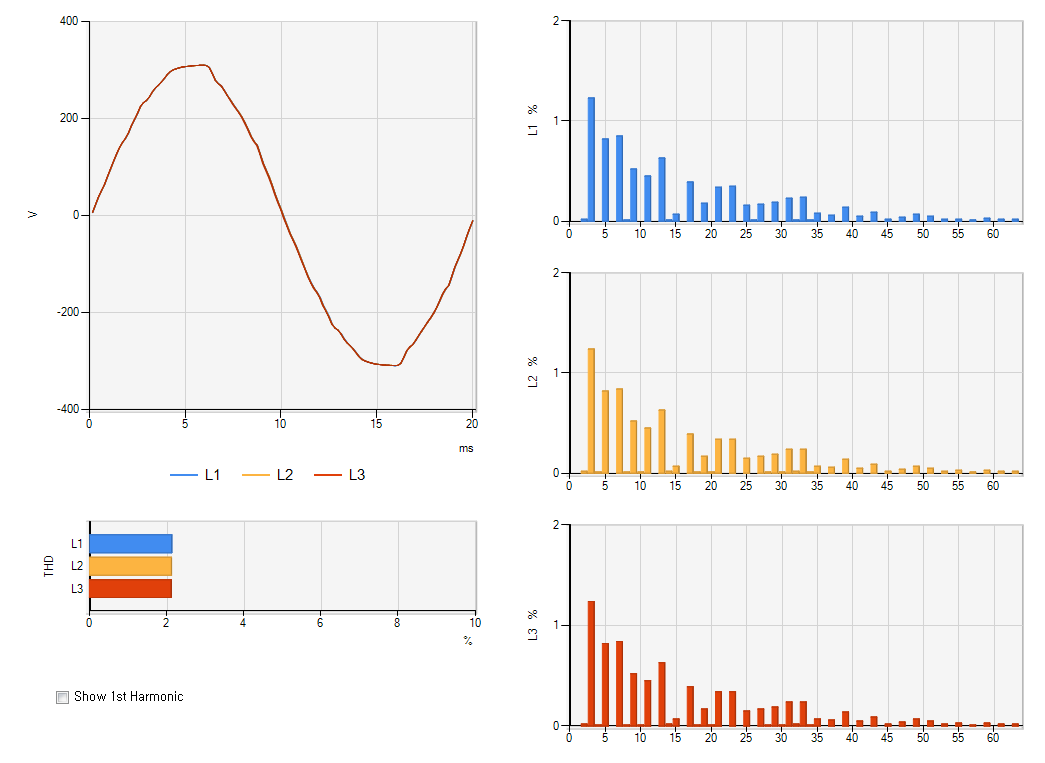 400
200
V
0
-200
-400
0 5 10 15 20
ms
L1 L2 L3
THD
L1
L2
L3
0 2 4 6 8 10
%
Show 1st Harmonic
2
L1 %
1
0
0 5 10 15 20 25 30 35 40 45 50 55 60
2
L2 %
1
0
0 5 10 15 20 25 30 35 40 45 50 55 60
2
L3 %
1
0
0 5 10 15 20 25 30 35 40 45 50 55 60